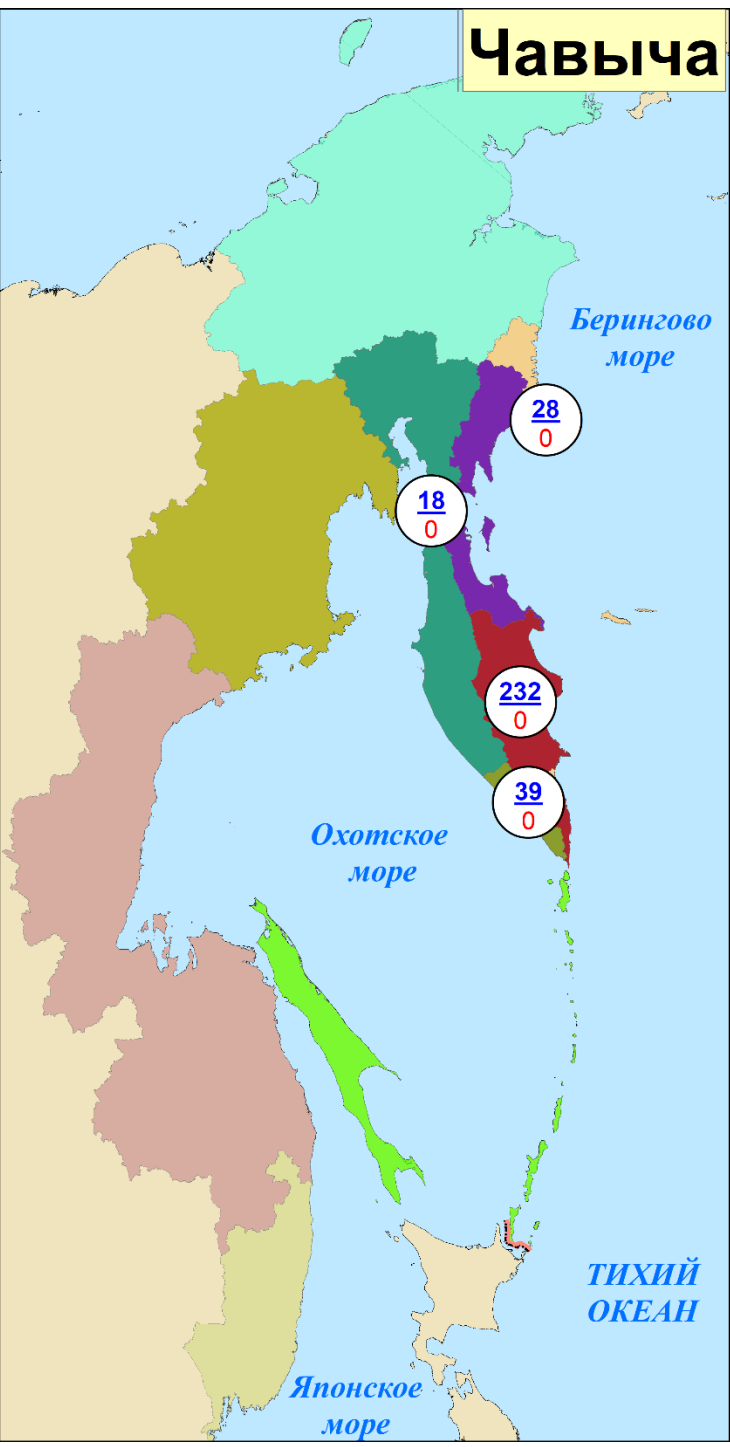 Чавыча
Берингово
море
28
0
18
0
232
0
39
0
Охотское
море
ТИХИЙ
ОКЕАН
Японское
море